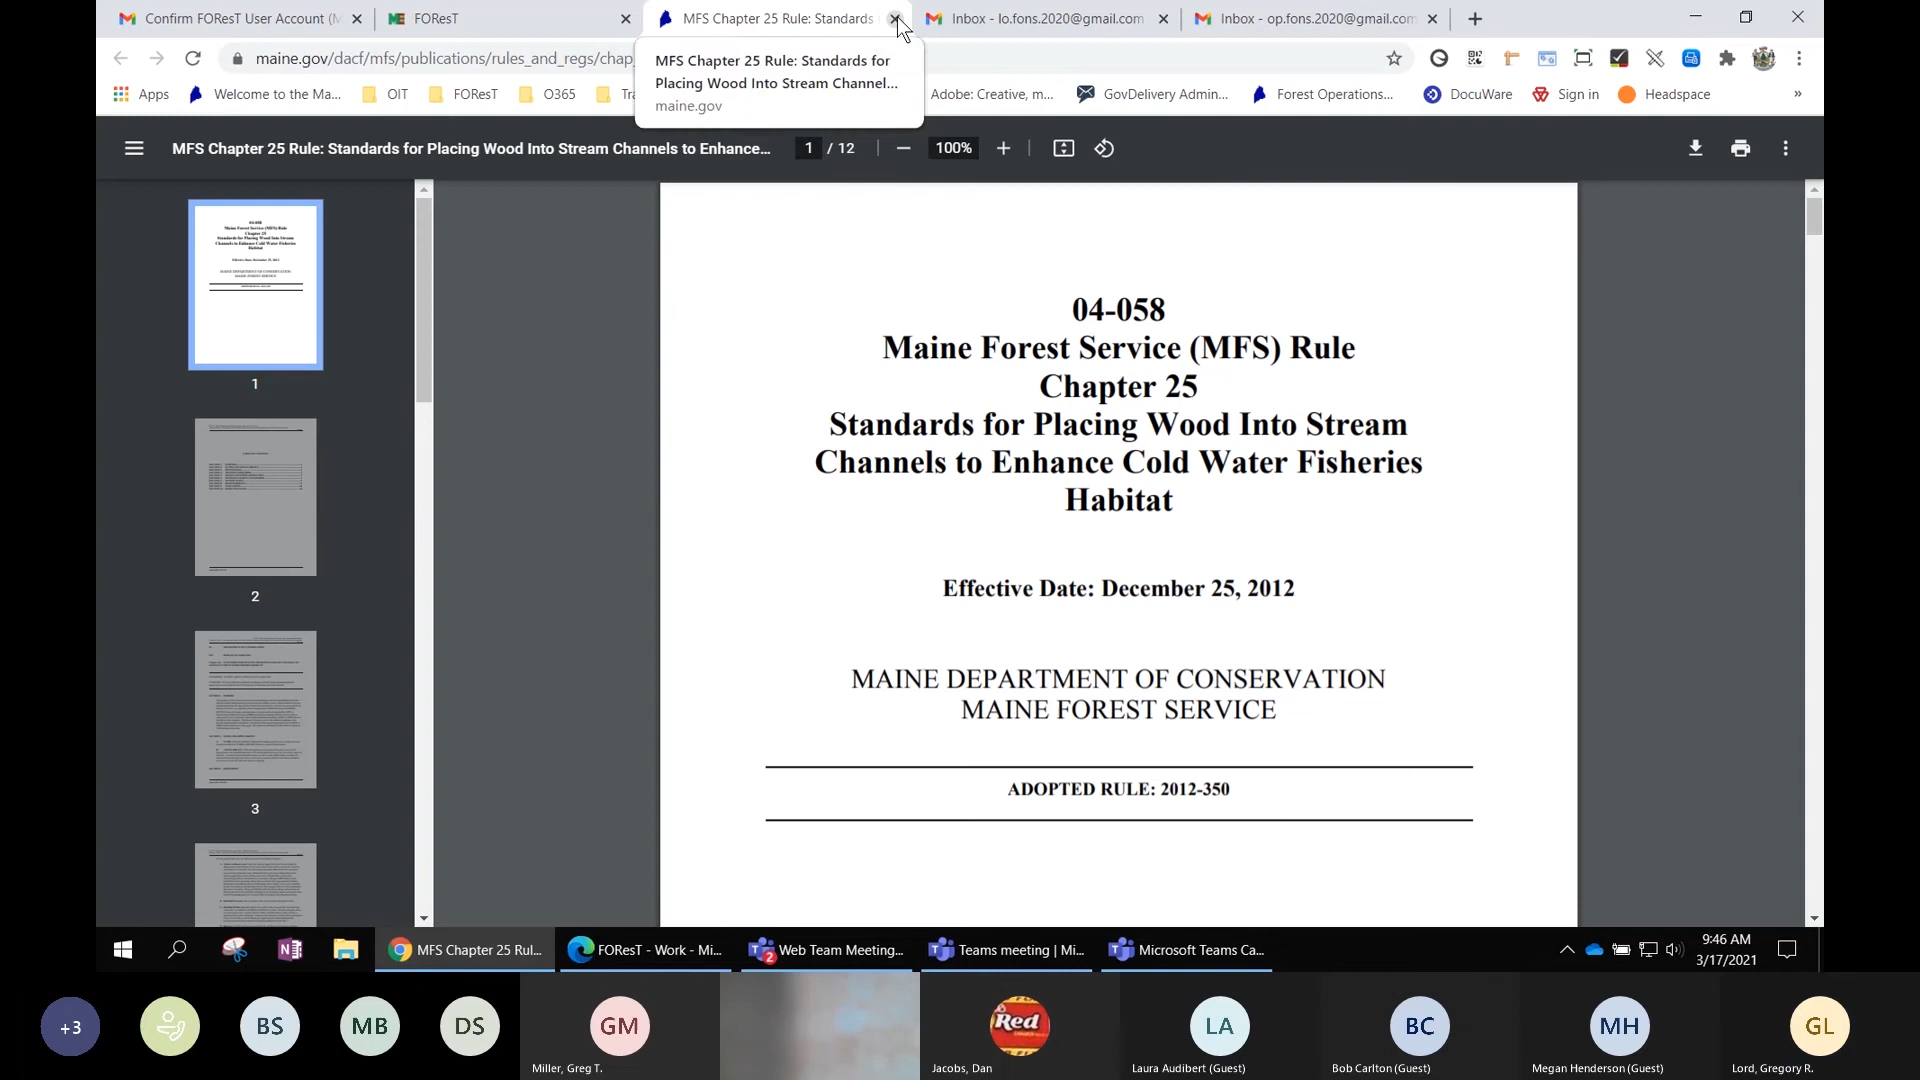 Confirm FOResT User Account (M
FOResT
MFS Chapter 25 Rule: Standards
Inbox - lo.fons.2020@gmail.com
Inbox - op.fons.2020@gmail.com
maine.gov/dacf/mfs/publications/rules_and_regs/chap_
MFS Chapter 25 Rule: Standards for
Placing Wood Into Stream Channel...
maine.gov
Apps
Welcome to the Ma...
OIT
FOResT
O365
Tra
Adobe: Creative, m...
GovDelivery Admin...
Forest Operations...
DocuWare
Sign in
Headspace
»
MFS Chapter 25 Rule: Standards for Placing Wood Into Stream Channels to Enhance...
1 / 12
100%
1
2
3
04-058
Maine Forest Service (MFS) Rule
Chapter 25
Standards for Placing Wood Into Stream
Channels to Enhance Cold Water Fisheries
Habitat
Effective Date: December 25, 2012
MAINE DEPARTMENT OF CONSERVATION
MAINE FOREST SERVICE
ADOPTED RULE: 2012-350
MFS Chapter 25 Rul...
FOResT - Work - Mi...
2
Web Team Meeting...
Teams meeting | Mi...
Microsoft Teams Ca...
9:46 AM
3/17/2021
+3
BS
MB
DS
GM
Miller, Greg T.
Red
Jacobs, Dan
LA
Laura Audibert (Guest)
BC
Bob Carlton (Guest)
MH
Megan Henderson (Guest)
GL
Lord, Gregory R.